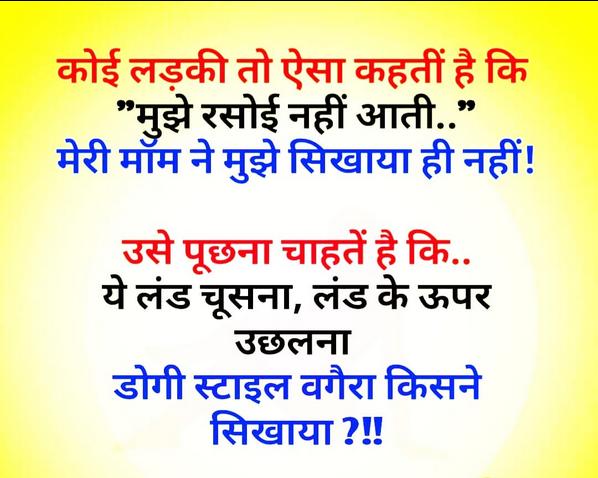 कोई लड़की तो ऐसा कहतीं है कि
”मुझे रसोई नहीं आती..”
मेरी मॉम ने मुझे सिखाया ही नहीं!
उसे पूछना चाहतें है कि..
ये लंड चूसना, लंड के ऊपर
उछलना
डोगी स्टाइल वगैरा किसने
सिखाया ?!!